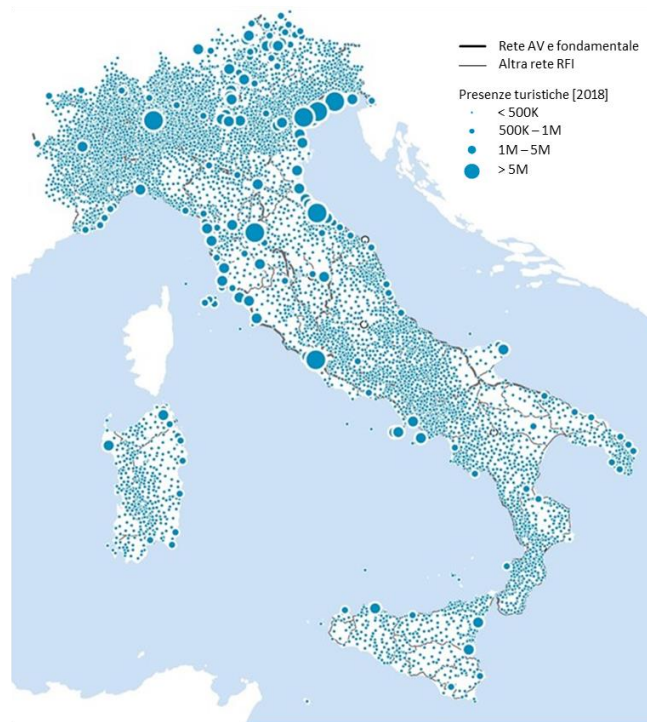 Rete AV e fondamentale
Altra rete RFI
Presenze turistiche [2018]
< 500K
500K – 1M
1M – 5M
> 5M